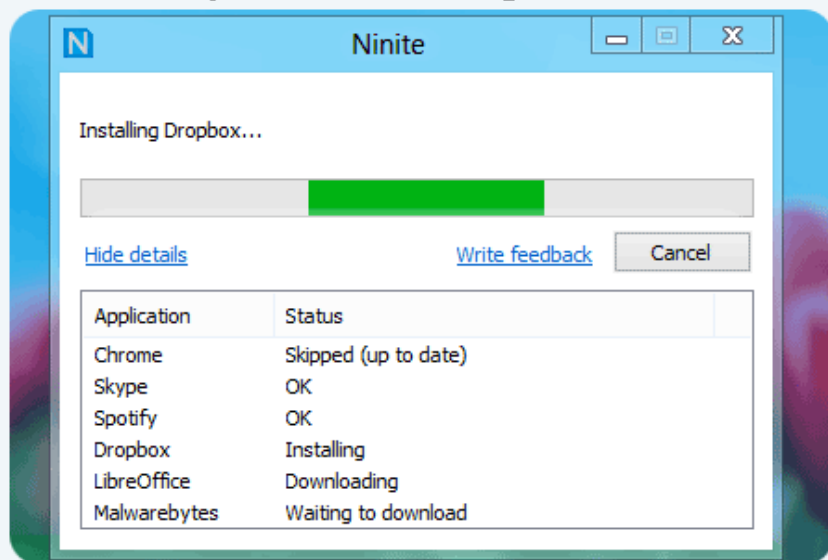 Ninite
Installing Dropbox...
Hide details Write feedback Cancel
Application Status
Chrome Skipped (up to date)
Skype OK
Spotify OK
Dropbox Installing
LibreOffice Downloading
Malwarebytes Waiting to download